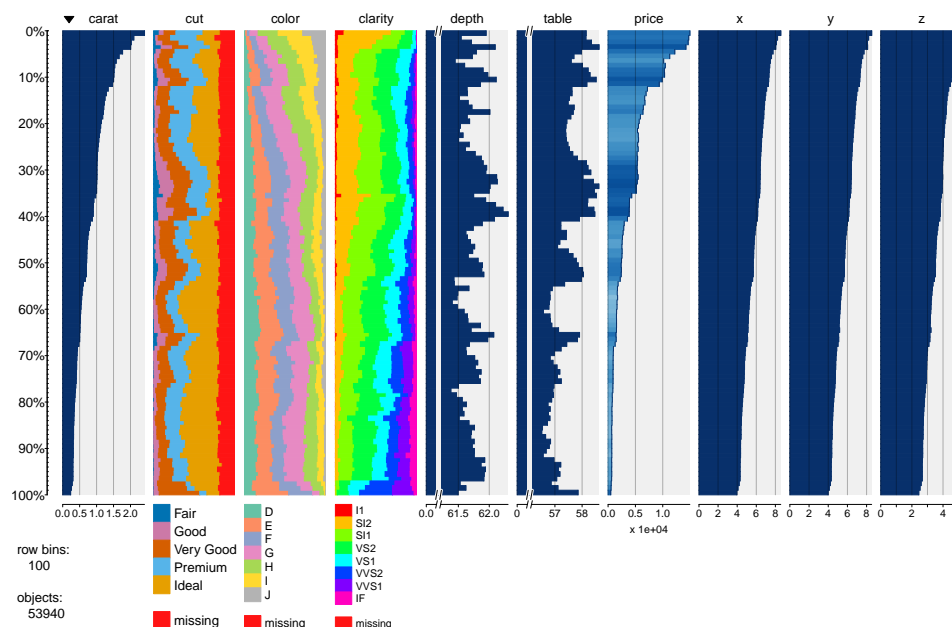 carat cut color clarity depth table price x y z
0%
10%
20%
30%
40%
50%
60%
70%
80%
90%
100%
0.0 0.5 1.0 1.5 2.0 0.0 61.5 62.0 0.0 57 58 0.0 0.5 1.0 0 2 4 6 8 0 2 4 6 8 0 2 4
x 1e+04
Fair
Good
Very Good
Premium
Ideal
missing
D
E
F
G
H
I
J
missing
I1
SI2
SI1
VS2
VS1
VVS2
VVS1
IF
missing
row bins:
100
objects:
53940